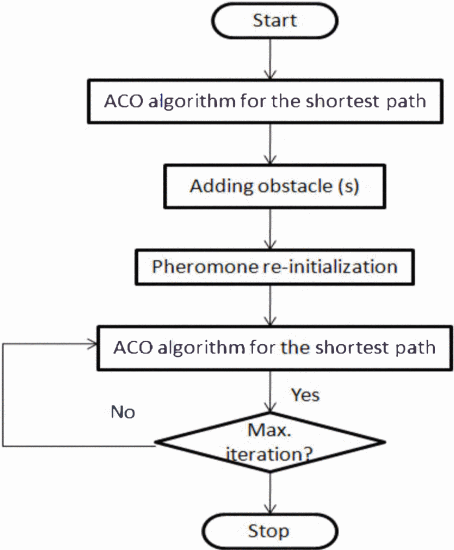 Start
ACO algorithm for the shortest path
Adding obstacle (s)
Pheromone re-initialization
ACO algorithm for the shortest path
Yes
No
Max.
iteration?
Stop